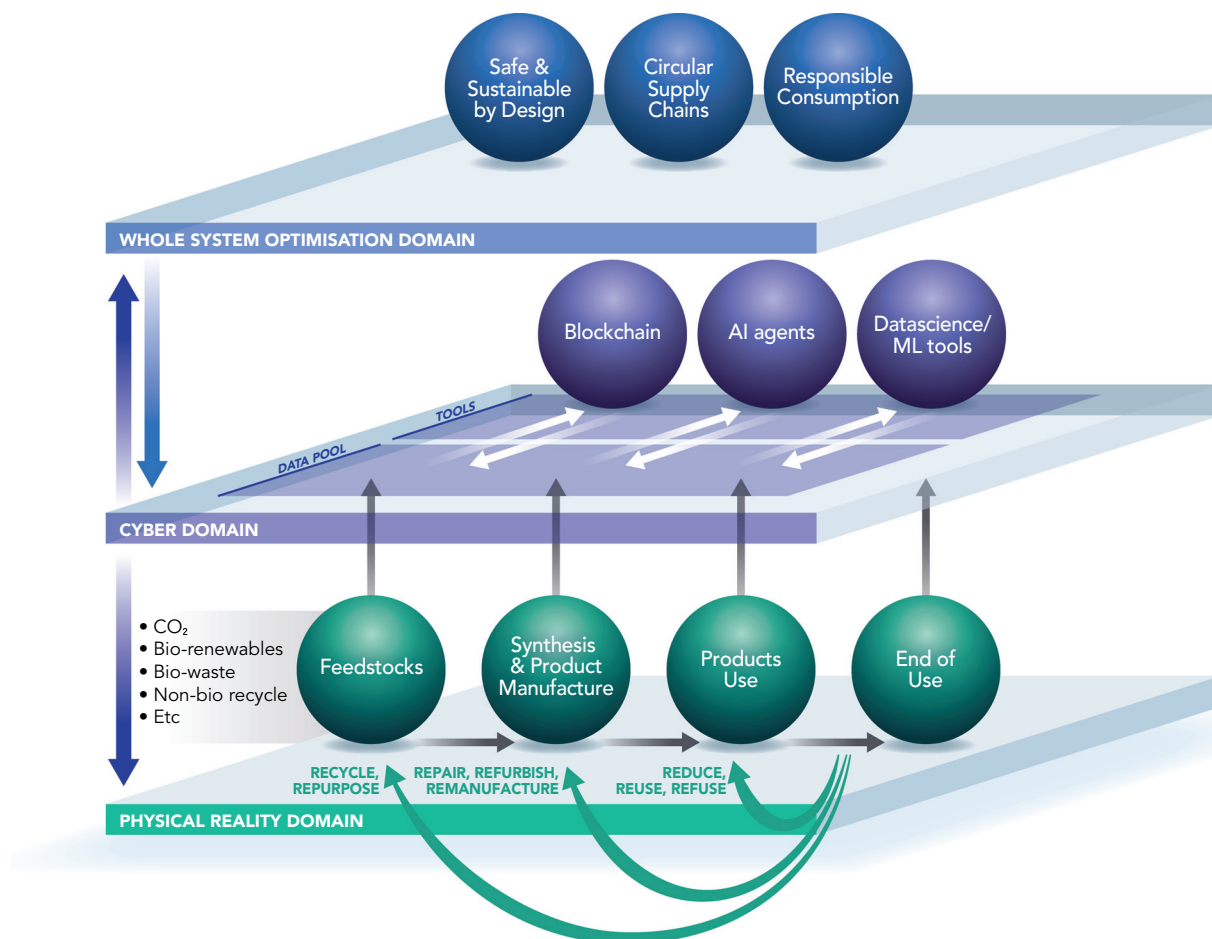 Safe &
Sustainable
by Design
Circular
Supply
Chains
Responsible
Consumption
WHOLE SYSTEM OPTIMISATION DOMAIN
Blockchain
AI agents
Datascience/
ML tools
TOOLS
DATA POOL
CYBER DOMAIN
• CO₂
• Bio-renewables
• Bio-waste
• Non-bio recycle
• Etc
Feedstocks
Synthesis
& Product
Manufacture
Products
Use
End of
Use
RECYCLE,
REPURPOSE
REPAIR, REFURBISH,
REMANUFACTURE
REDUCE,
REUSE, REFUSE
PHYSICAL REALITY DOMAIN